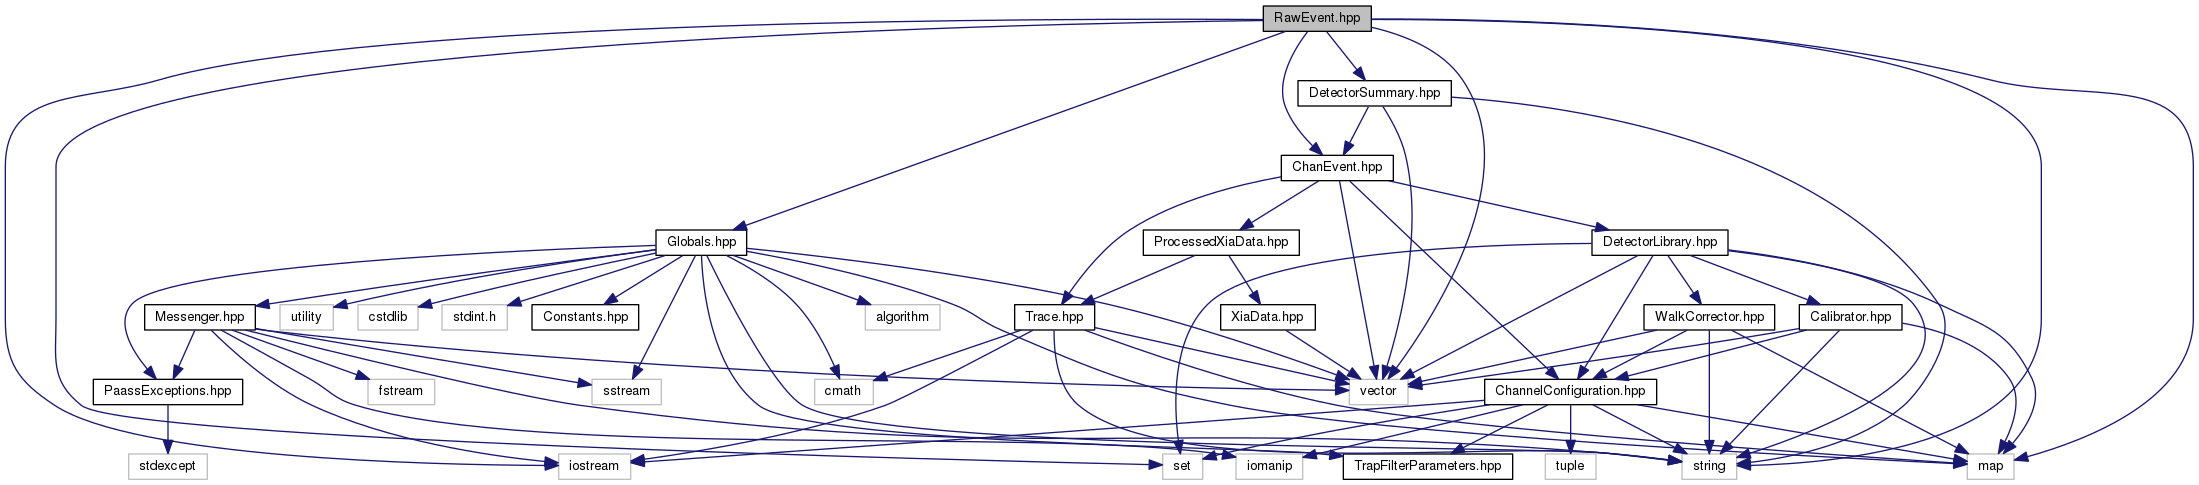 RawEvent.hpp
DetectorSummary.hpp
ChanEvent.hpp
Globals.hpp
ProcessedXiaData.hpp
DetectorLibrary.hpp
Messenger.hpp
utility
cstdlib
stdint.h
Constants.hpp
algorithm
Trace.hpp
XiaData.hpp
WalkCorrector.hpp
Calibrator.hpp
PaassExceptions.hpp
fstream
sstream
cmath
vector
ChannelConfiguration.hpp
stdexcept
iostream
set
iomanip
TrapFilterParameters.hpp
tuple
string
map